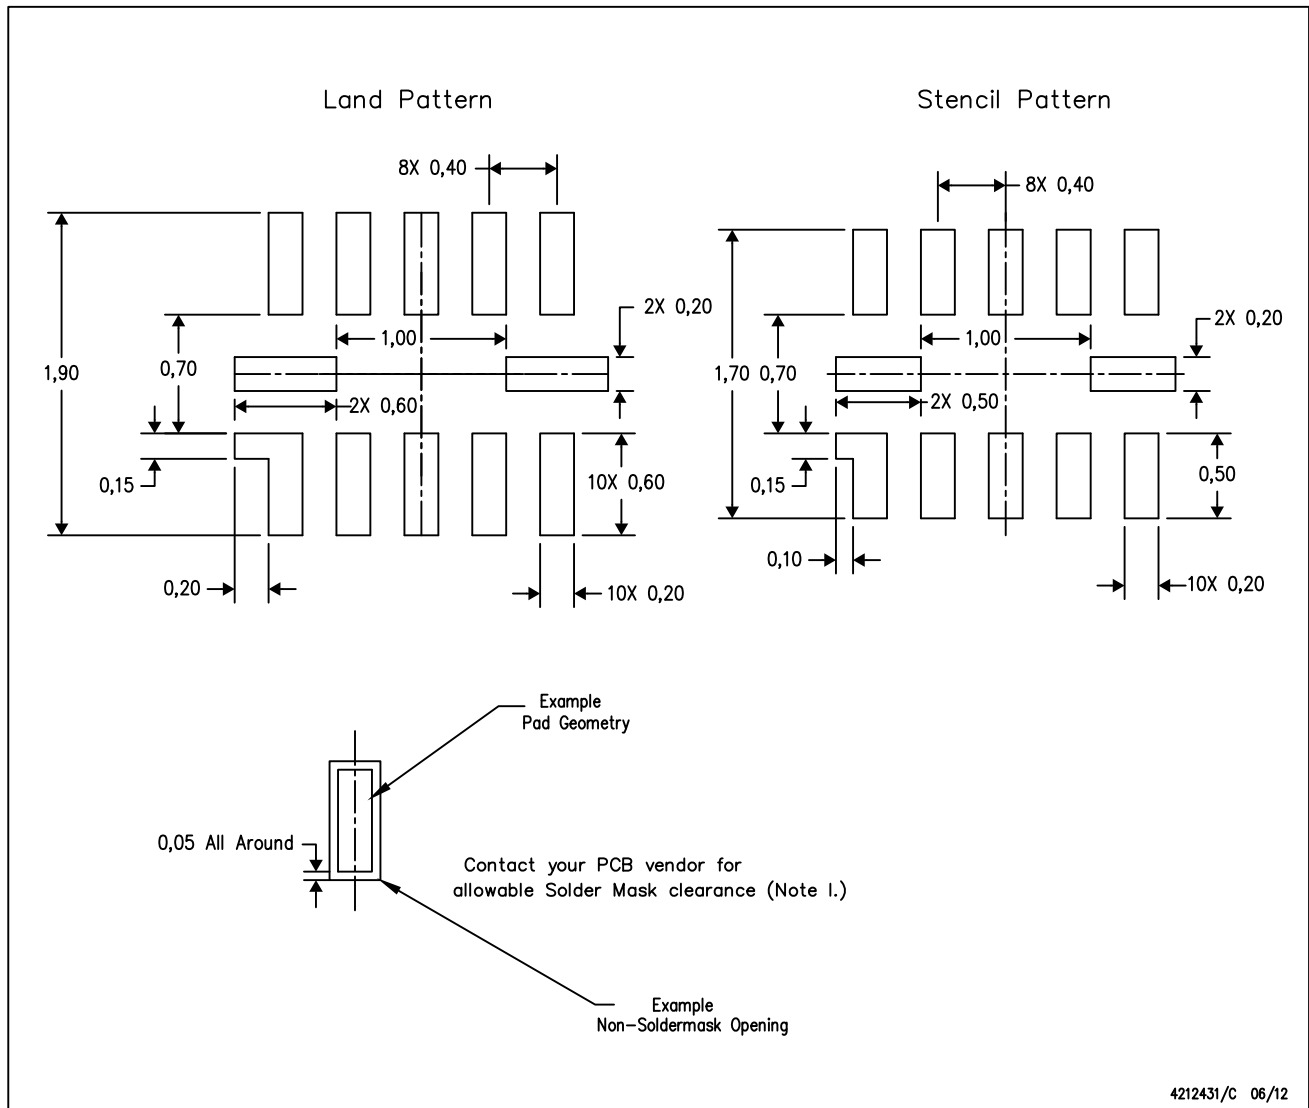 Land Pattern
Stencil Pattern
8X 0,40
8X 0,40
2X 0,20
2X 0,20
1,00
1,00
1,90
0,70
1,70 0,70
2X 0,60
2X 0,50
0,15
10X 0,60
0,15
0,50
0,10
0,20
10X 0,20
10X 0,20
Example
Pad Geometry
0,05 All Around
Contact your PCB vendor for
allowable Solder Mask clearance (Note I.)
Example
Non-Soldermask Opening
4212431/C 06/12